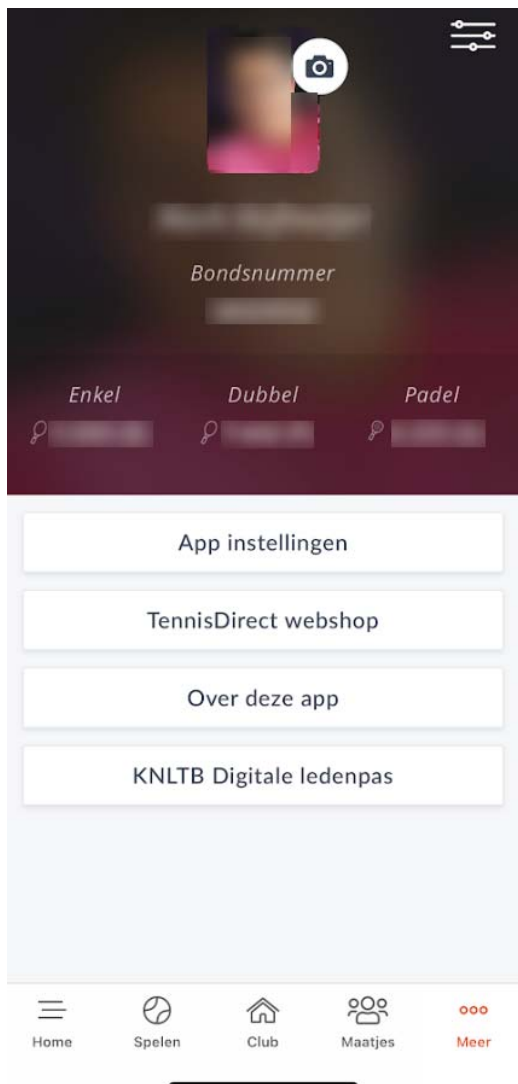 Bondsnummer
Enkel Dubbel Padel
App instellingen
TennisDirect webshop
Over deze app
KNLTB Digitale ledenpas
Home Spelen Club Maatjes Meer